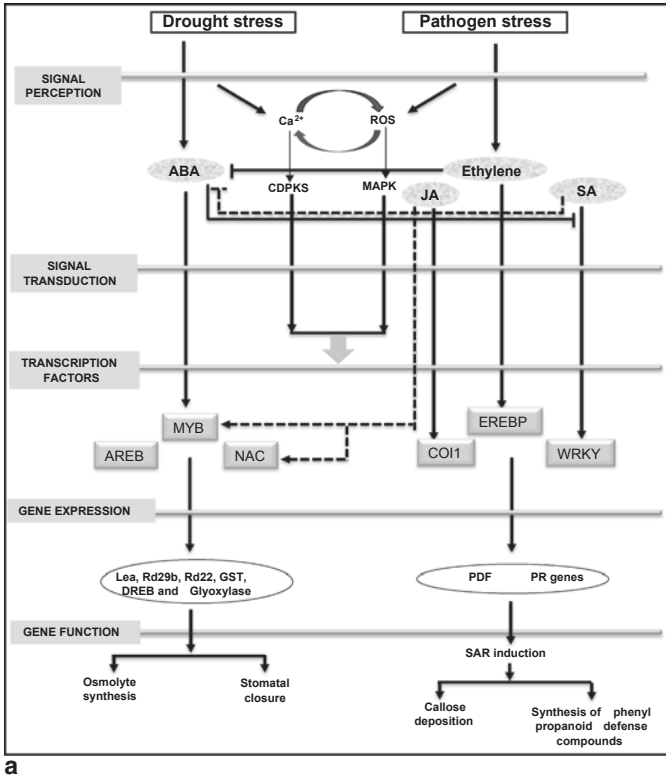 Drought stress
Pathogen stress
SIGNAL
PERCEPTION
Ca2+
ROS
ABA
Ethylene
CDPKS
MAPK
JA
SA
SIGNAL
TRANSDUCTION
TRANSCRIPTION
FACTORS
MYB
EREBP
AREB
NAC
COI1
WRKY
GENE EXPRESSION
Lea, Rd29b, Rd22, GST,
DREB and Glyoxylase
PDF PR genes
GENE FUNCTION
SAR induction
Osmolyte
synthesis
Stomatal
closure
Callose
deposition
Synthesis of phenyl
propanoid defense
compounds
a